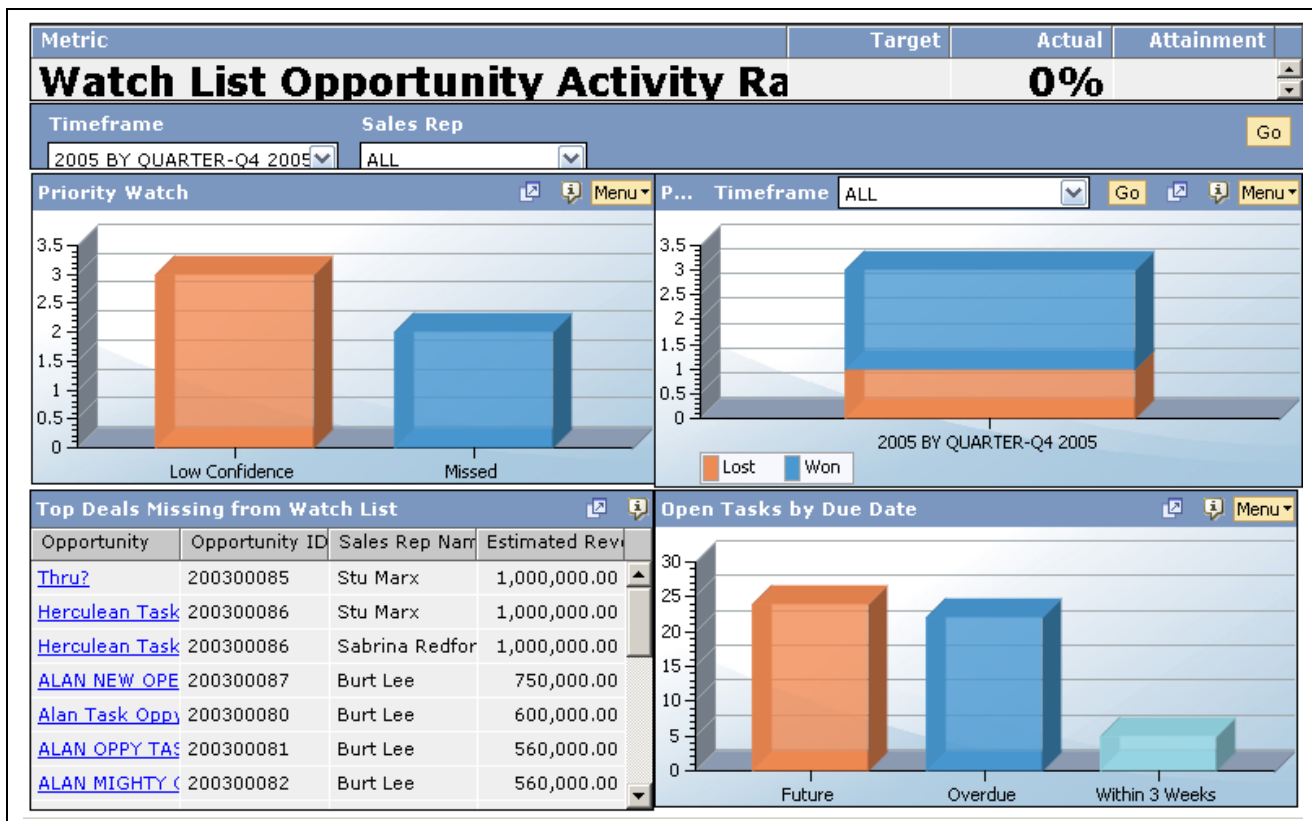 Metric Target Actual Attainment
Watch List Opportunity Activity Ra 0%
Timeframe Sales Rep
Go
2005 BY QUARTER-Q4 2005 ALL
Priority Watch Menu
3.5
3
2.5
2
1.5
1
0.5
0
Low Confidence Missed
P... Timeframe ALL Go Menu
3.5
3
2.5
2
1.5
1
0.5
0
2005 BY QUARTER-Q4 2005
Lost Won
Top Deals Missing from Watch List
Opportunity Opportunity ID Sales Rep Nam Estimated Rev
Thru? 200300085 Stu Marx 1,000,000.00
Herculean Task 200300086 Stu Marx 1,000,000.00
Herculean Task 200300086 Sabrina Redfor 1,000,000.00
ALAN NEW OPE 200300087 Burt Lee 750,000.00
Alan Task Oppy 200300080 Burt Lee 600,000.00
ALAN OPPY TAS 200300081 Burt Lee 560,000.00
ALAN MIGHTY 200300082 Burt Lee 560,000.00
Open Tasks by Due Date Menu
30
25
20
15
10
5
0
Future Overdue Within 3 Weeks